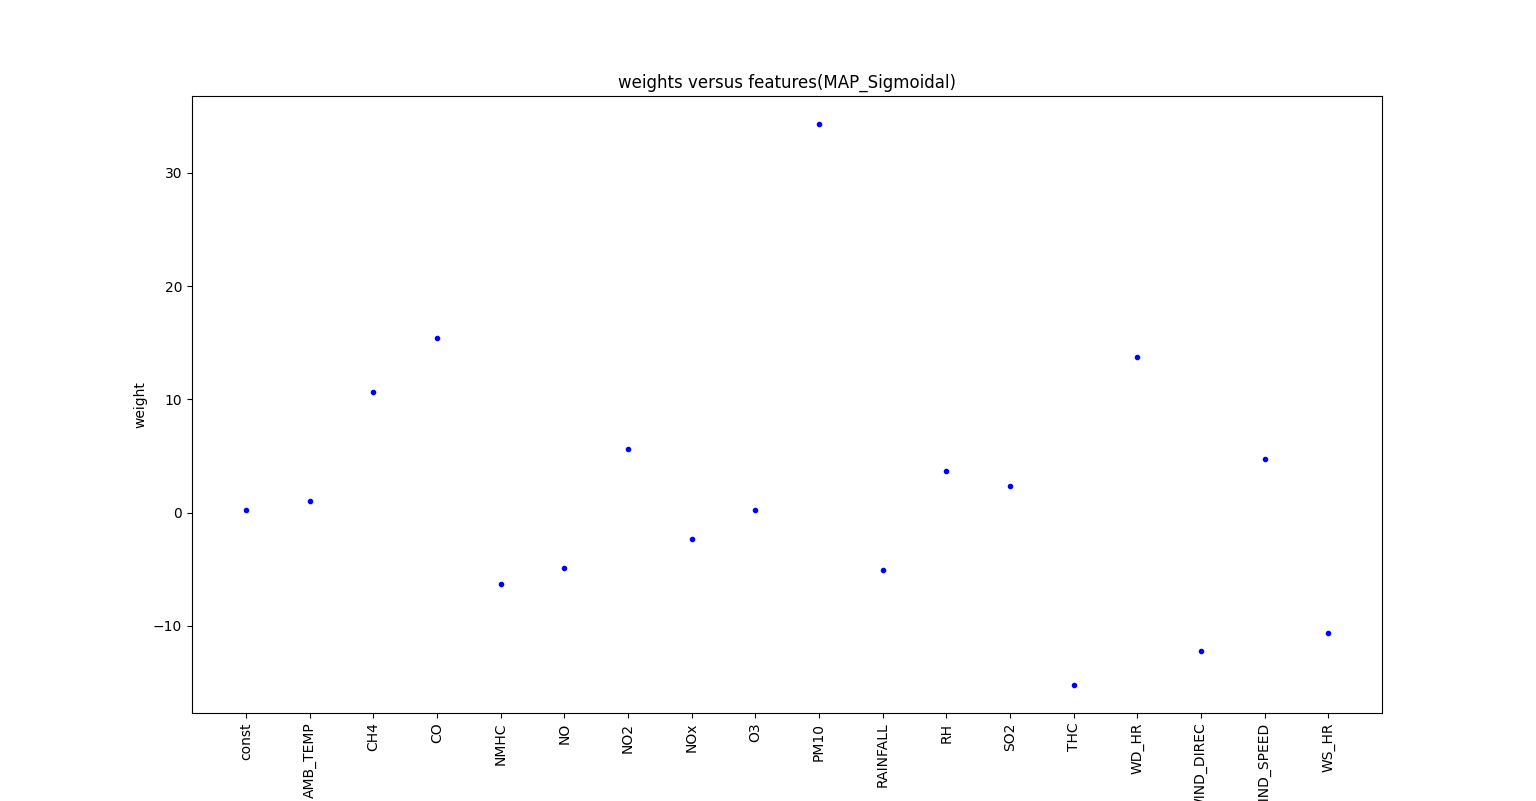 weights versus features(MAP_Sigmoidal)
30
20
10
0
−10
weight
const
AMB_TEMP
CH4
CO
NMHC
NO
NO2
NOx
O3
PM10
RAINFALL
RH
SO2
THC
WD_HR
IND_DIREC
IND_SPEED
WS_HR